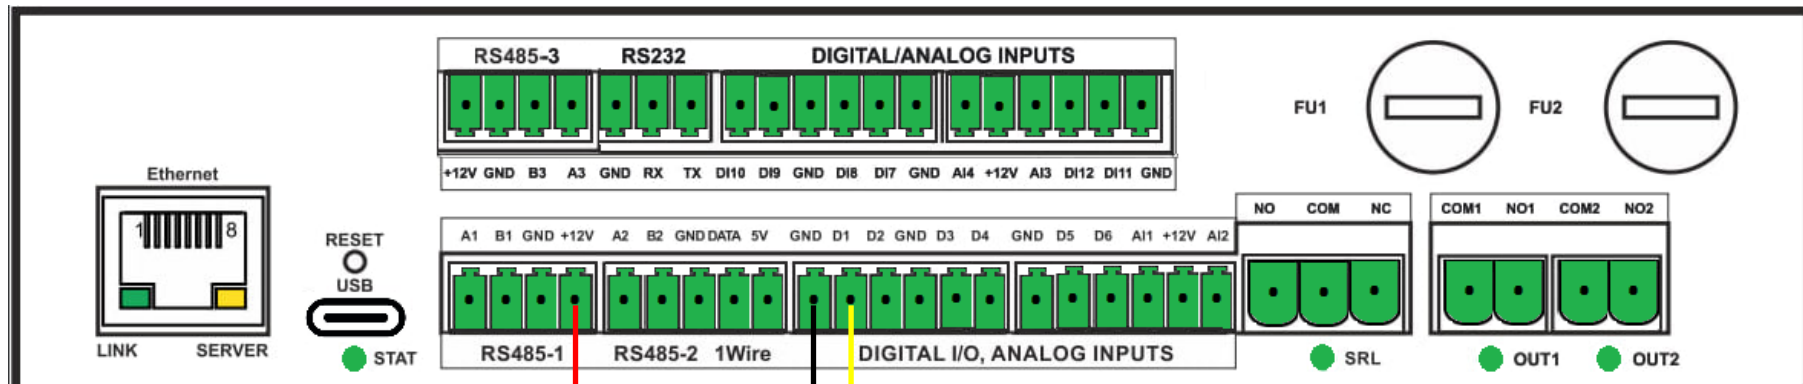 RS485-3 RS232 DIGITAL/ANALOG INPUTS
FU1 FU2
+12V GND B3 A3 GND RX TX DI10 DI9 GND DI8 DI7 GND AI4 +12V AI3 DI12 DI11 GND
Ethernet
1 8
LINK SERVER
RESET
USB
STAT
A1 B1 GND +12V A2 B2 GND DATA 5V GND D1 D2 GND D3 D4 GND D5 D6 AI1 +12V AI2
RS485-1 RS485-2 1Wire DIGITAL I/O, ANALOG INPUTS
NO COM NC
SRL
COM1 NO1 COM2 NO2
OUT1 OUT2